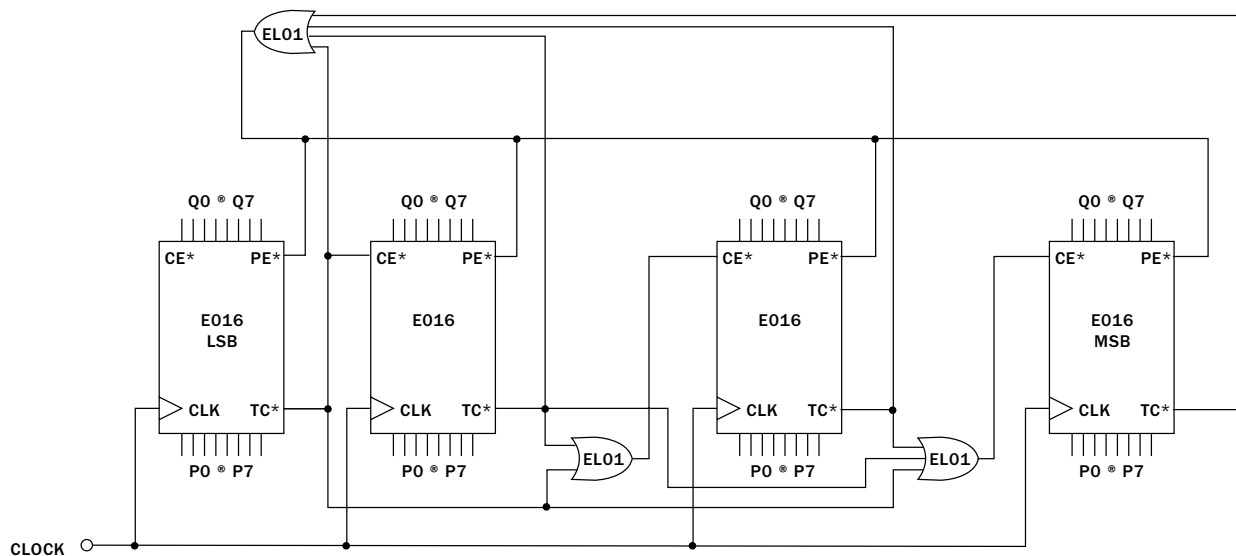 EL01
Q0 ® Q7
Q0 ® Q7
Q0 ® Q7
Q0 ® Q7
CE* PE*
CE* PE*
CE* PE*
CE* PE*
E016
LSB
E016
E016
E016
MSB
CLK TC*
CLK TC*
CLK TC*
CLK TC*
EL01
EL01
P0 ® P7
P0 ® P7
P0 ® P7
P0 ® P7
CLOCK